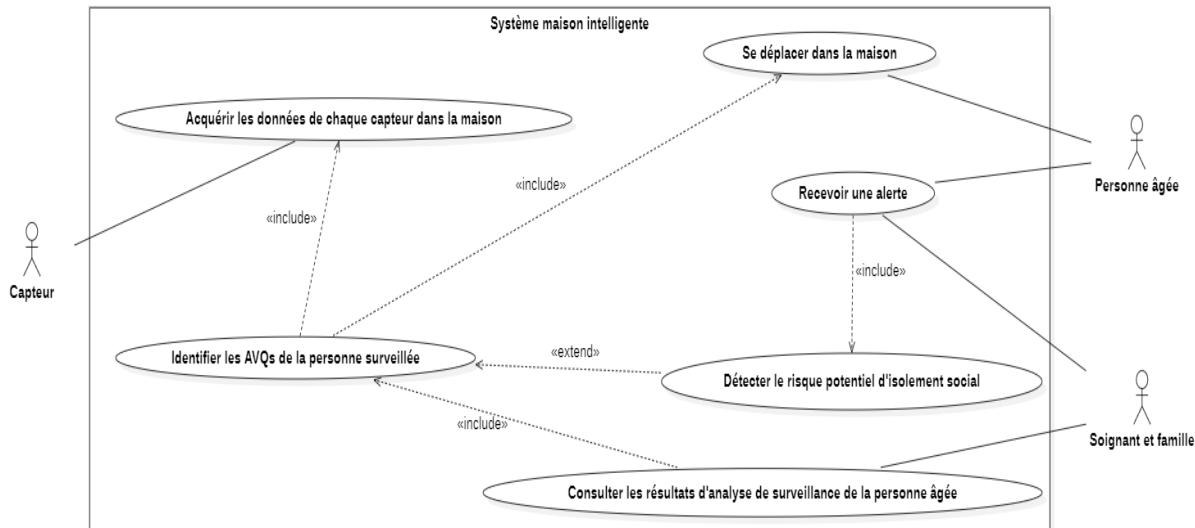 Système maison intelligente
Se déplacer dans la maison
Acquérir les données de chaque capteur dans la maison
«include»
Recevoir une alerte
Personne âgée
«include»
«include»
Capteur
Identifier les AVQs de la personne surveillée
«extend»
Détecter le risque potentiel d'isolement social
«include»
Soignant et famille
Consulter les résultats d'analyse de surveillance de la personne âgée